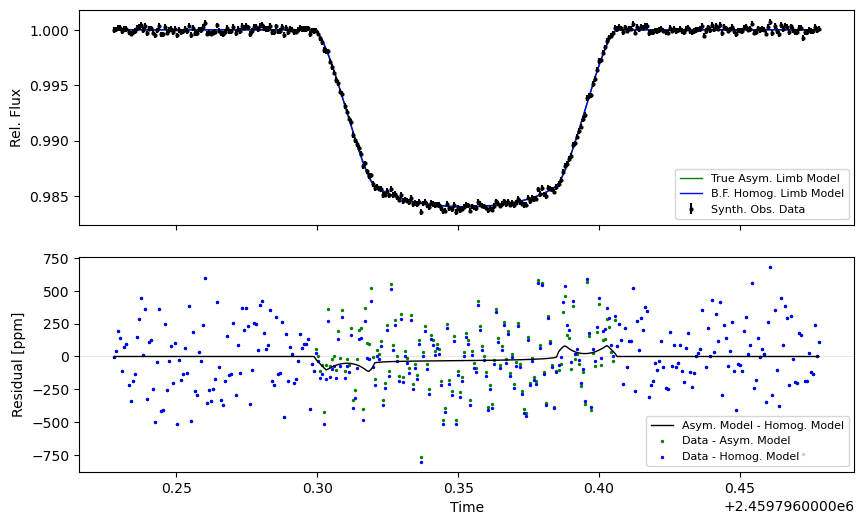 1.000
0.995
0.990
0.985
Rel. Flux
True Asym. Limb Model
B.F. Homog. Limb Model
Synth. Obs. Data
750
500
250
0
−250
−500
−750
Residual [ppm]
Asym. Model - Homog. Model
Data - Asym. Model
Data - Homog. Model
0.25
0.30
0.35
0.40
0.45
Time
+2.4597960000e6